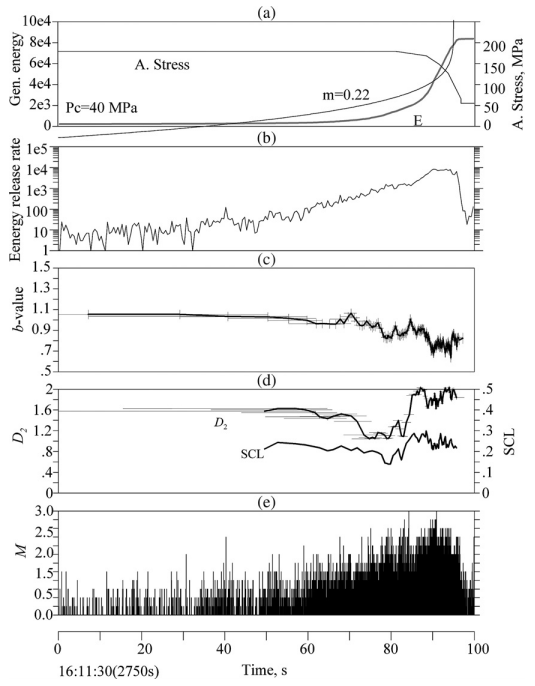 (a)
Gen. energy
10e4
8e4
6e4
4e4
2e3
0
A. Stress
Pc=40 MPa
m=0.22
E
250
200
150
100
50
0
A. Stress, MPa
(b)
Eenergy release rate
1e5
1e4
1e3
100
10
1
(c)
b-value
1.5
1.3
1.1
0.9
.7
.5
(d)
D2
2
1.6
1.2
.8
.4
0
D2
SCL
.5
.4
.3
.2
.1
0
SCL
(e)
M
3.0
2.5
2.0
1.5
1.0
0.5
0.0
0 20 40 60 80 100
16:11:30(2750s)
Time, s